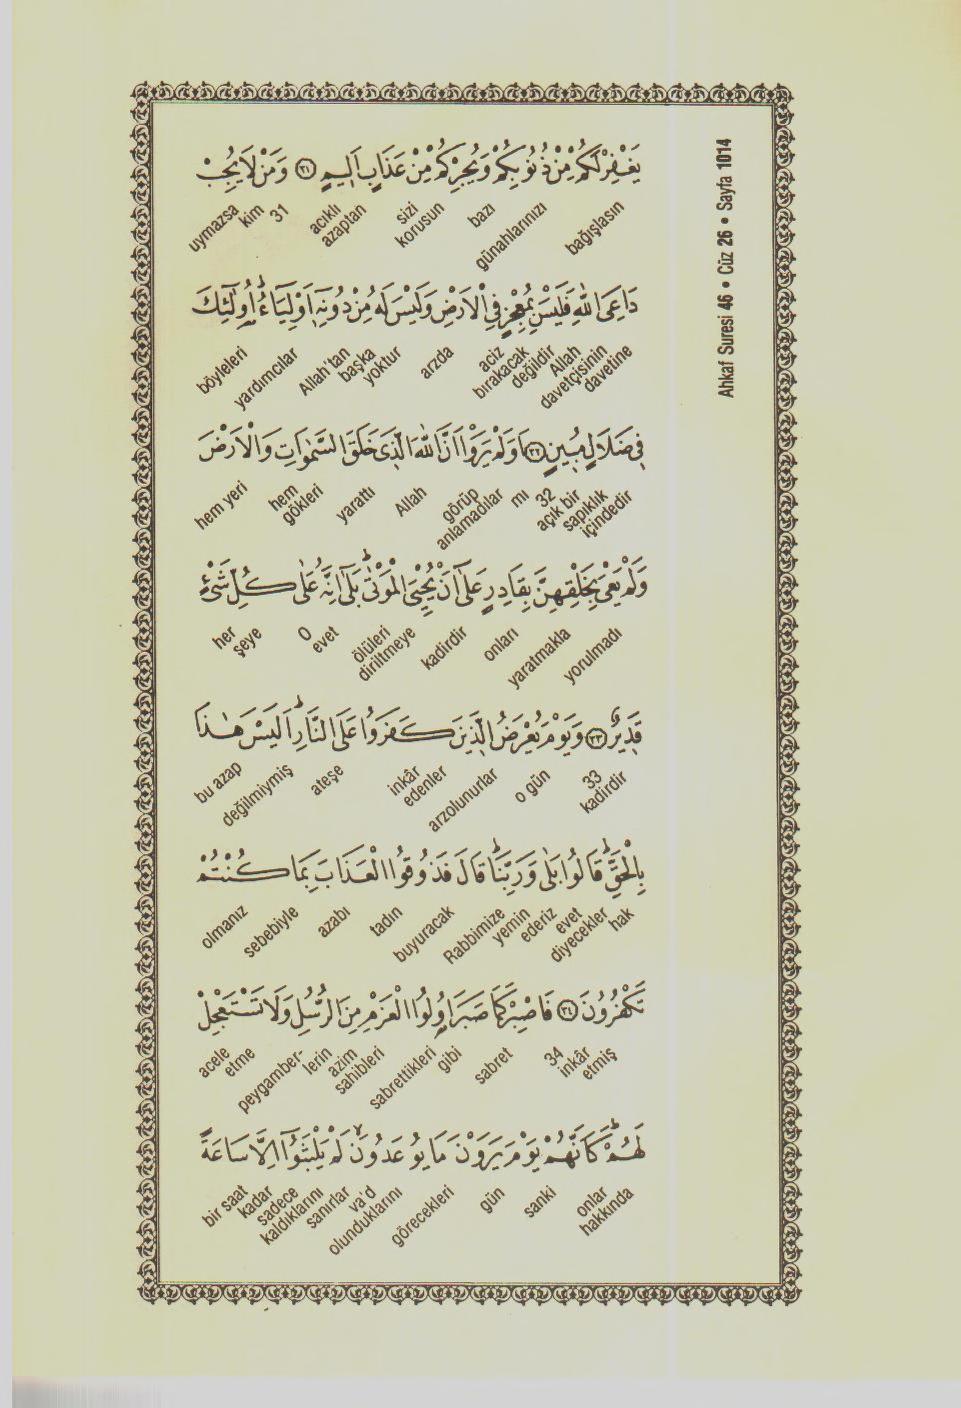 Ahkaf Suresi 46 • Cüz 26 • Sayfa 1014
يَغْفِرْ لَكُمْ مِنْ ذُنُوبِكُمْ وَيُجِرْكُمْ مِنْ عَذَابٍ اَلِيمٍ ﴿٣١﴾ وَمَنْ لَا يُجِبْ
bağışlasın günahlarınızı bazı sizi korusun acıklı azaptan 31 kim uymazsa
دَاعِىَ اللّٰهِ فَلَيْسَ بِمُعْجِزٍ فِى الْاَرْضِ وَلَيْسَ لَهُ مِنْ دُونِهٖٓ اَوْلِيَاءُ اُو۬لٰٓئِكَ
Allah davetçisinin davetine aciz bırakacak değildir arzda Allah'tan başka yoktur yardımcılar böyleleri
فِى ضَلَالٍ مُبِينٍ ﴿٣٢﴾ اَوَلَمْ يَرَوْا اَنَّ اللّٰهَ الَّذِى خَلَقَ السَّمٰوَاتِ وَالْاَرْضَ
32 açık bir sapıklık içindedir mı görüp anlamadılar Allah yarattı hem gökleri hem yeri
وَلَمْ يَعْىَ بِخَلْقِهِنَّ بِقَادِرٍ عَلٰٓى اَنْ يُحْيِىَ الْمَوْتٰى بَلٰٓى اِنَّهُ عَلٰى كُلِّ شَىْءٍ
yorulmadı yaratmakla onları kadirdir ölüleri diriltmeye O evet her şeye
قَدِيرٌ ﴿٣٣﴾ وَيَوْمَ يُعْرَضُ الَّذِينَ كَفَرُوا عَلَى النَّارِ اَلَيْسَ هٰذَا
33 kadirdir o gün arzolunurlar inkâr edenler ateşe değilmiymiş bu azap
بِالْحَقِّ قَالُوا بَلٰى وَرَبِّنَا قَالَ فَذُوقُوا الْعَذَابَ بِمَا كُنْتُمْ
hak evet diyecekler yemin ederiz Rabbimize buyuracak tadın azabı sebebiyle olmanız
تَكْفُرُونَ ﴿٣٤﴾ فَاصْبِرْ كَمَا صَبَرَ اُو۬لُوا الْعَزْمِ مِنَ الرُّسُلِ وَلَا تَسْتَعْجِلْ
34 inkâr etmiş sabret gibi sabrettikleri azim sahibleri peygamber-lerin acele etme
لَهُمْ كَاَنَّهُمْ يَوْمَ يَرَوْنَ مَا يُوعَدُونَ لَمْ يَلْبَثُوٓا اِلَّا سَاعَةً
onlar hakkında sanki gün görecekleri va'd olunduklarını sanırlar kaldıklarını sadece kadar bir saat